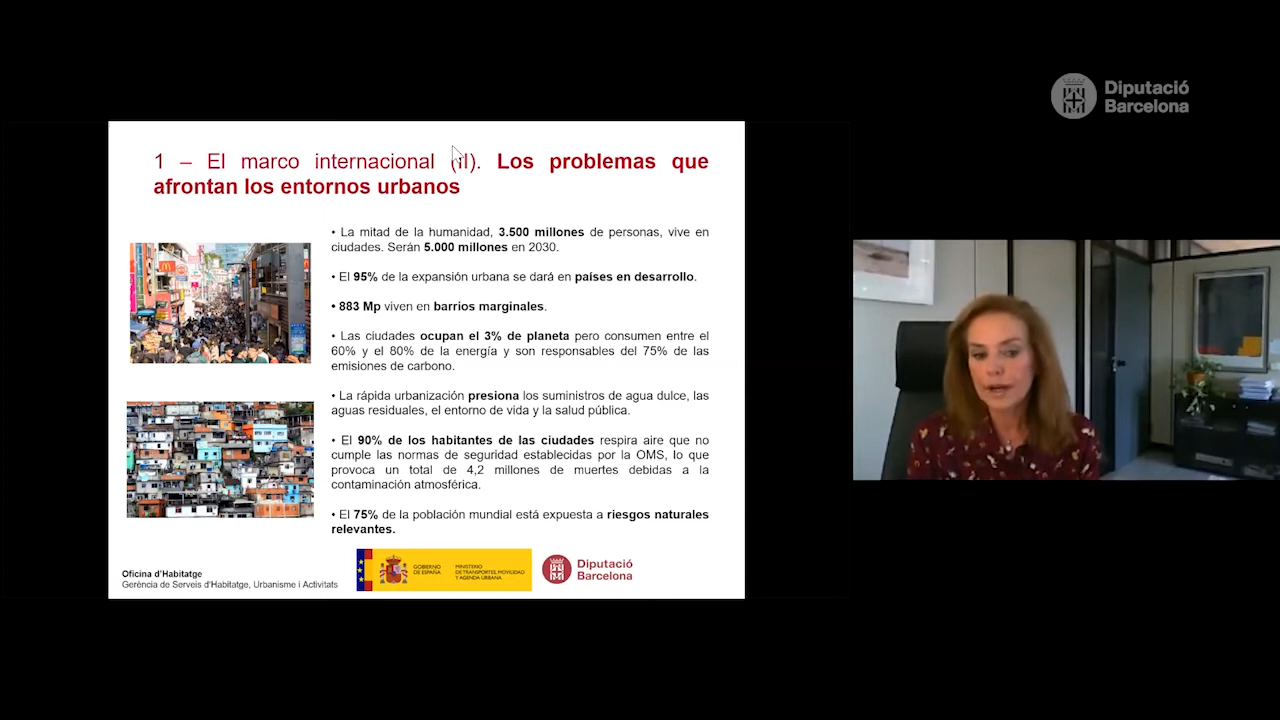 Diputació
Barcelona
1 – El marco internacional (II). Los problemas que
afrontan los entornos urbanos
• La mitad de la humanidad, 3.500 millones de personas, vive en
ciudades. Serán 5.000 millones en 2030.
• El 95% de la expansión urbana se dará en países en desarrollo.
• 883 Mp viven en barrios marginales.
• Las ciudades ocupan el 3% de planeta pero consumen entre el
60% y el 80% de la energía y son responsables del 75% de las
emisiones de carbono.
• La rápida urbanización presiona los suministros de agua dulce, las
aguas residuales, el entorno de vida y la salud pública.
• El 90% de los habitantes de las ciudades respira aire que no
cumple las normas de seguridad establecidas por la OMS, lo que
provoca un total de 4,2 millones de muertes debidas a la
contaminación atmosférica.
• El 75% de la población mundial está expuesta a riesgos naturales
relevantes.
Oficina d'Habitatge
Gerència de Serveis d'Habitatge, Urbanisme i Activitats
GOBIERNO
DE ESPAÑA
MINISTERIO
DE TRANSPORTES, MOVILIDAD
Y AGENDA URBANA
Diputació
Barcelona